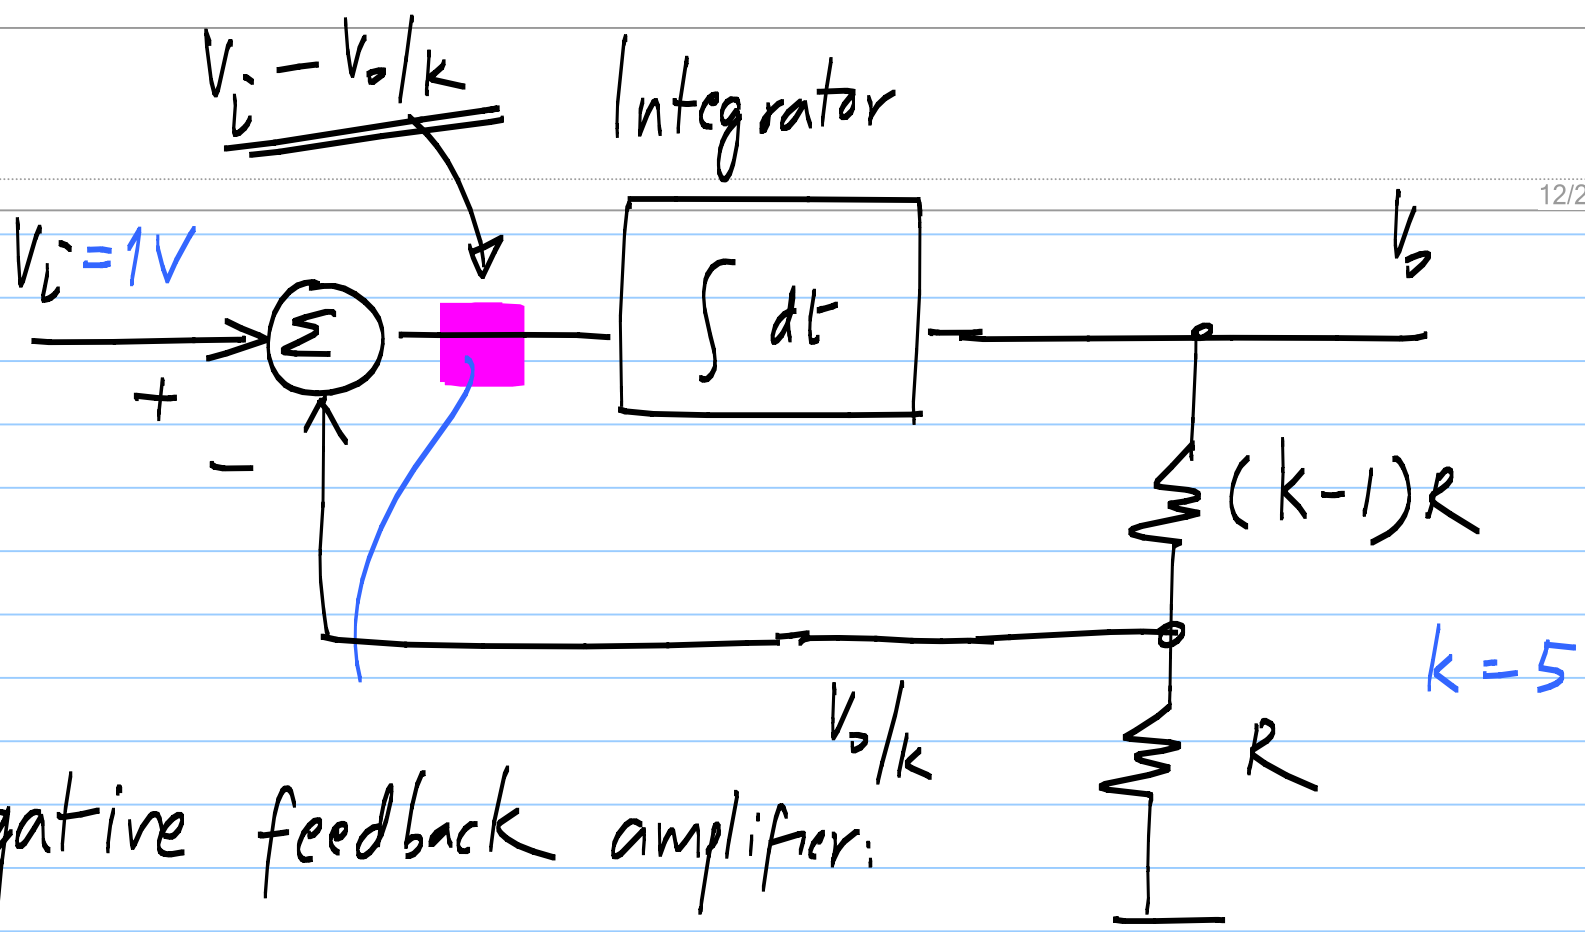 Vi - Vo/k
Integrator
12/2
Vo
Vi = 1V
Σ
∫ dt
+
-
(k-1)R
k = 5
Vo/k
R
gative feedback amplifier: